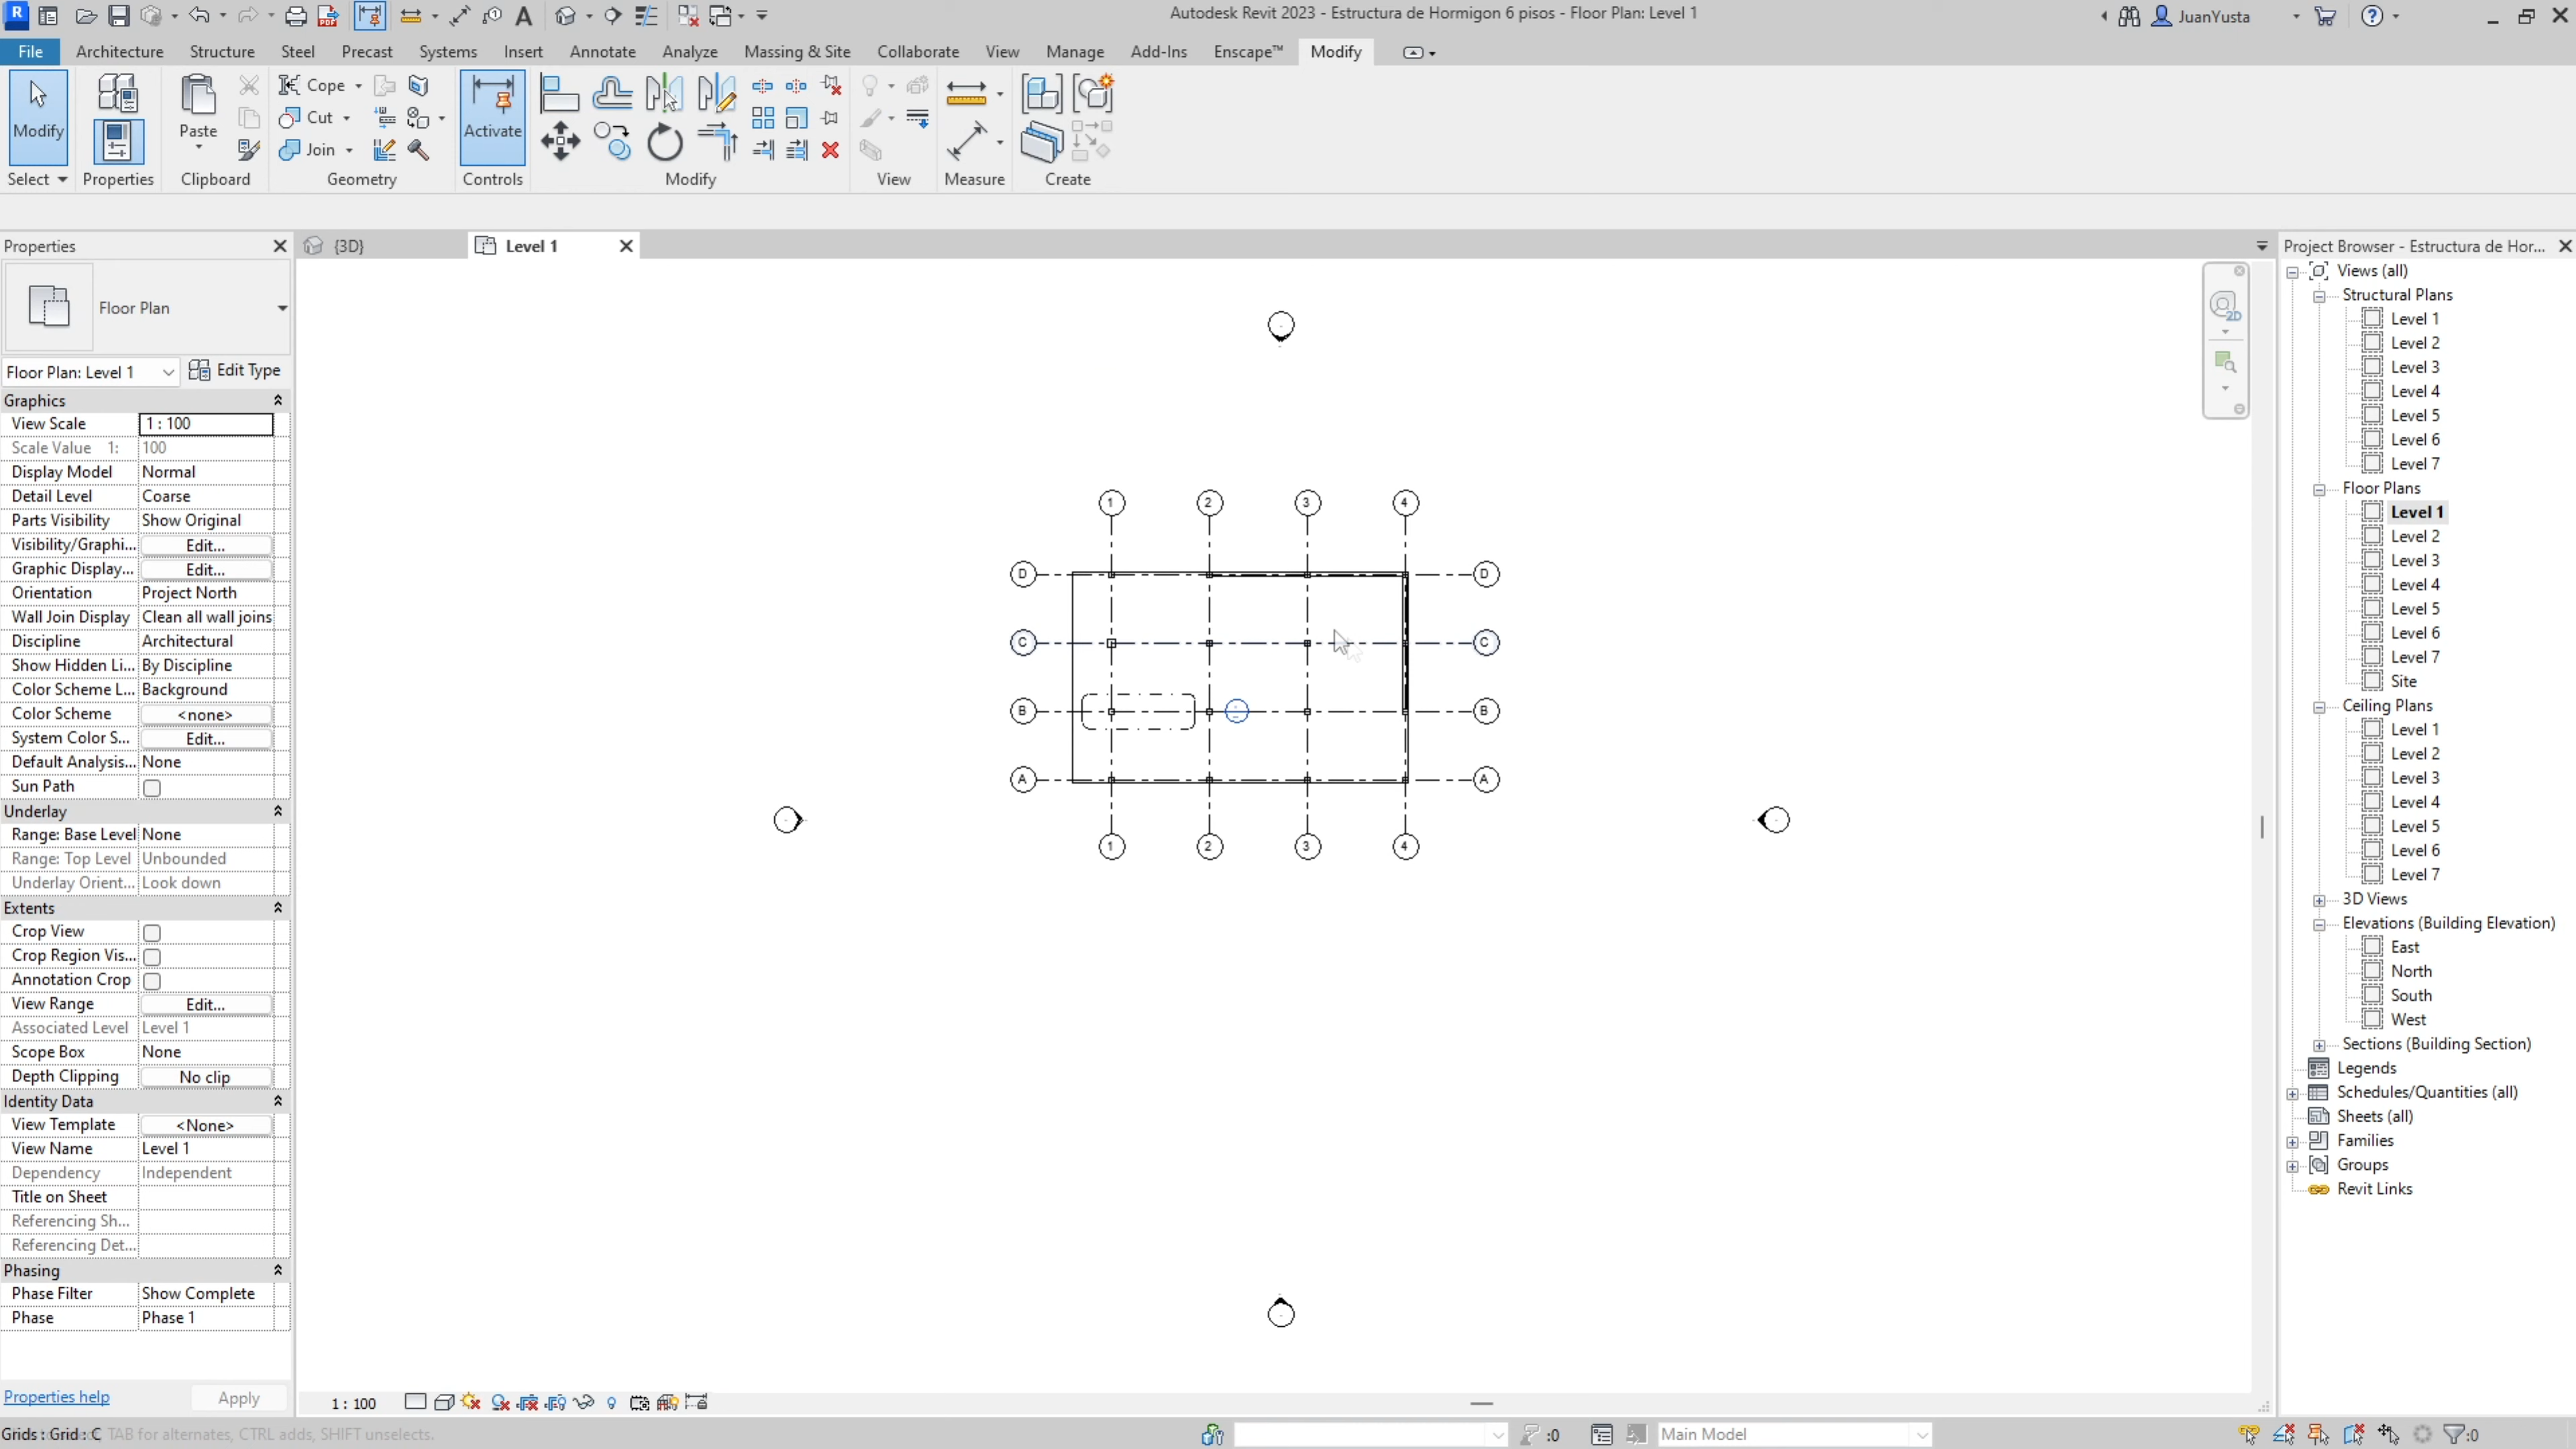 Autodesk Revit 2023 - Estructura de Hormigon 6 pisos - Floor Plan: Level 1
JuanYusta
File Architecture Structure Steel Precast Systems Insert Annotate Analyze Massing & Site Collaborate View Manage Add-Ins Enscape™ Modify
Modify
Paste
Cope
Cut
Join
Activate
Select Properties Clipboard Geometry Controls Modify View Measure Create
Properties
{3D}
Level 1
Project Browser - Estructura de Hor...
Floor Plan
Floor Plan: Level 1 Edit Type
Graphics
View Scale 1 : 100
Scale Value 1: 100
Display Model Normal
Detail Level Coarse
Parts Visibility Show Original
Visibility/Graphi... Edit...
Graphic Display... Edit...
Orientation Project North
Wall Join Display Clean all wall joins
Discipline Architectural
Show Hidden Li... By Discipline
Color Scheme L... Background
Color Scheme <none>
System Color S... Edit...
Default Analysis... None
Sun Path
Underlay
Range: Base Level None
Range: Top Level Unbounded
Underlay Orient... Look down
Extents
Crop View
Crop Region Vis...
Annotation Crop
View Range Edit...
Associated Level Level 1
Scope Box None
Depth Clipping No clip
Identity Data
View Template <None>
View Name Level 1
Dependency Independent
Title on Sheet
Referencing Sh...
Referencing Det...
Phasing
Phase Filter Show Complete
Phase Phase 1
Properties help Apply
1 2 3 4
D D
C C
B B
A A
1 2 3 4
2D
Views (all)
Structural Plans
Level 1
Level 2
Level 3
Level 4
Level 5
Level 6
Level 7
Floor Plans
Level 1
Level 2
Level 3
Level 4
Level 5
Level 6
Level 7
Site
Ceiling Plans
Level 1
Level 2
Level 3
Level 4
Level 5
Level 6
Level 7
3D Views
Elevations (Building Elevation)
East
North
South
West
Sections (Building Section)
Legends
Schedules/Quantities (all)
Sheets (all)
Families
Groups
Revit Links
1 : 100
Grids : Grid : C TAB for alternates, CTRL adds, SHIFT unselects.
:0
Main Model
:0